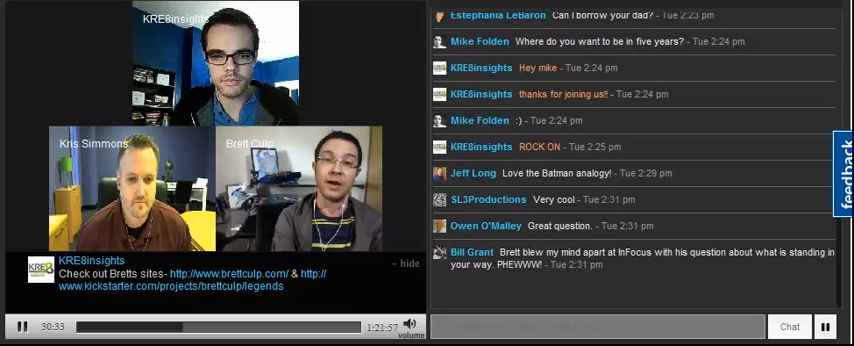 KRE8insights
Kris Simmons
Brett Culp
KRE8insights
Check out Bretts sites- http://www.brettculp.com/ & http://
www.kickstarter.com/projects/brettculp/legends
– hide
KRE8
30:33
1:21:57
volume
Estephania LeBaron Can I borrow your dad? - Tue 2:23 pm
Mike Folden Where do you want to be in five years? - Tue 2:24 pm
KRE8insights Hey mike - Tue 2:24 pm
KRE8insights thanks for joining us!! - Tue 2:24 pm
Mike Folden :) - Tue 2:24 pm
KRE8insights ROCK ON - Tue 2:25 pm
Jeff Long Love the Batman analogy! - Tue 2:29 pm
SL3Productions Very cool - Tue 2:31 pm
Owen O'Malley Great question. - Tue 2:31 pm
Bill Grant Brett blew my mind apart at InFocus with his question about what is standing in
your way. PHEWWW! - Tue 2:31 pm
Chat
feedback